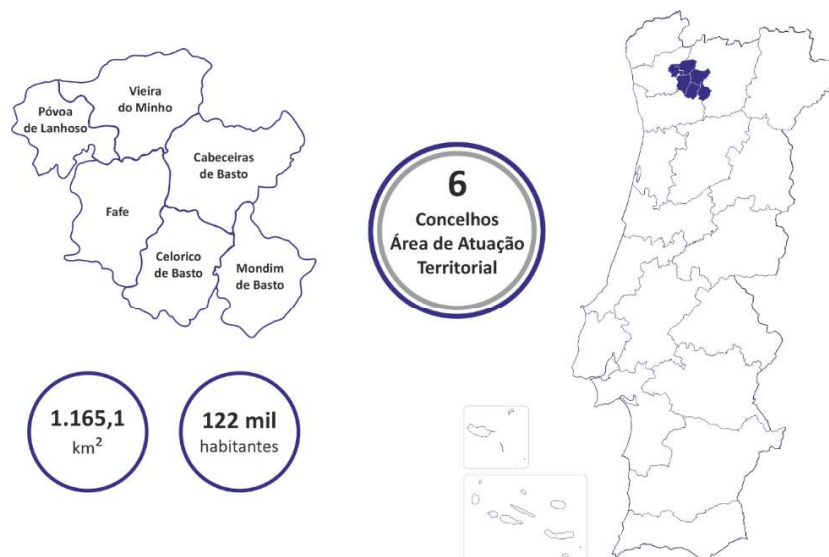 Vieira
do Minho
Póvoa
de Lanhoso
Cabeceiras
de Basto
Fafe
Celorico
de Basto
Mondim
de Basto
6
Concelhos
Área de Atuação
Territorial
1.165,1
km²
122 mil
habitantes